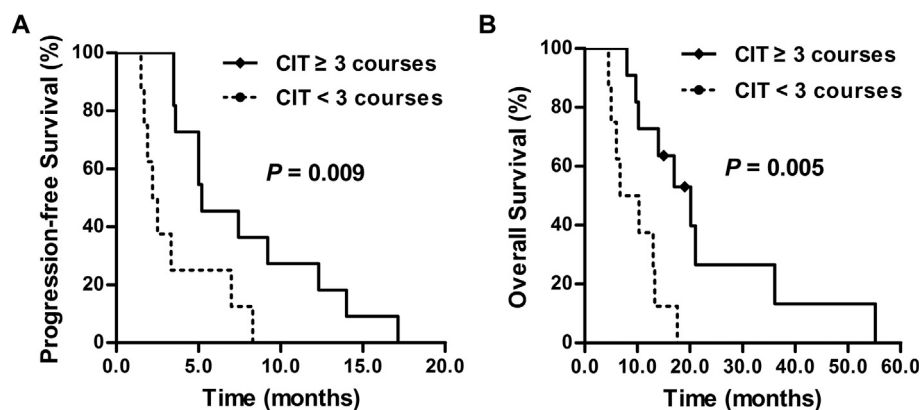 A
Progression-free Survival (%)
100
80
60
40
20
0
0.0 5.0 10.0 15.0 20.0
Time (months)
CIT ≥ 3 courses
CIT < 3 courses
P = 0.009
B
Overall Survival (%)
100
80
60
40
20
0
0.0 10.0 20.0 30.0 40.0 50.0 60.0
Time (months)
CIT ≥ 3 courses
CIT < 3 courses
P = 0.005